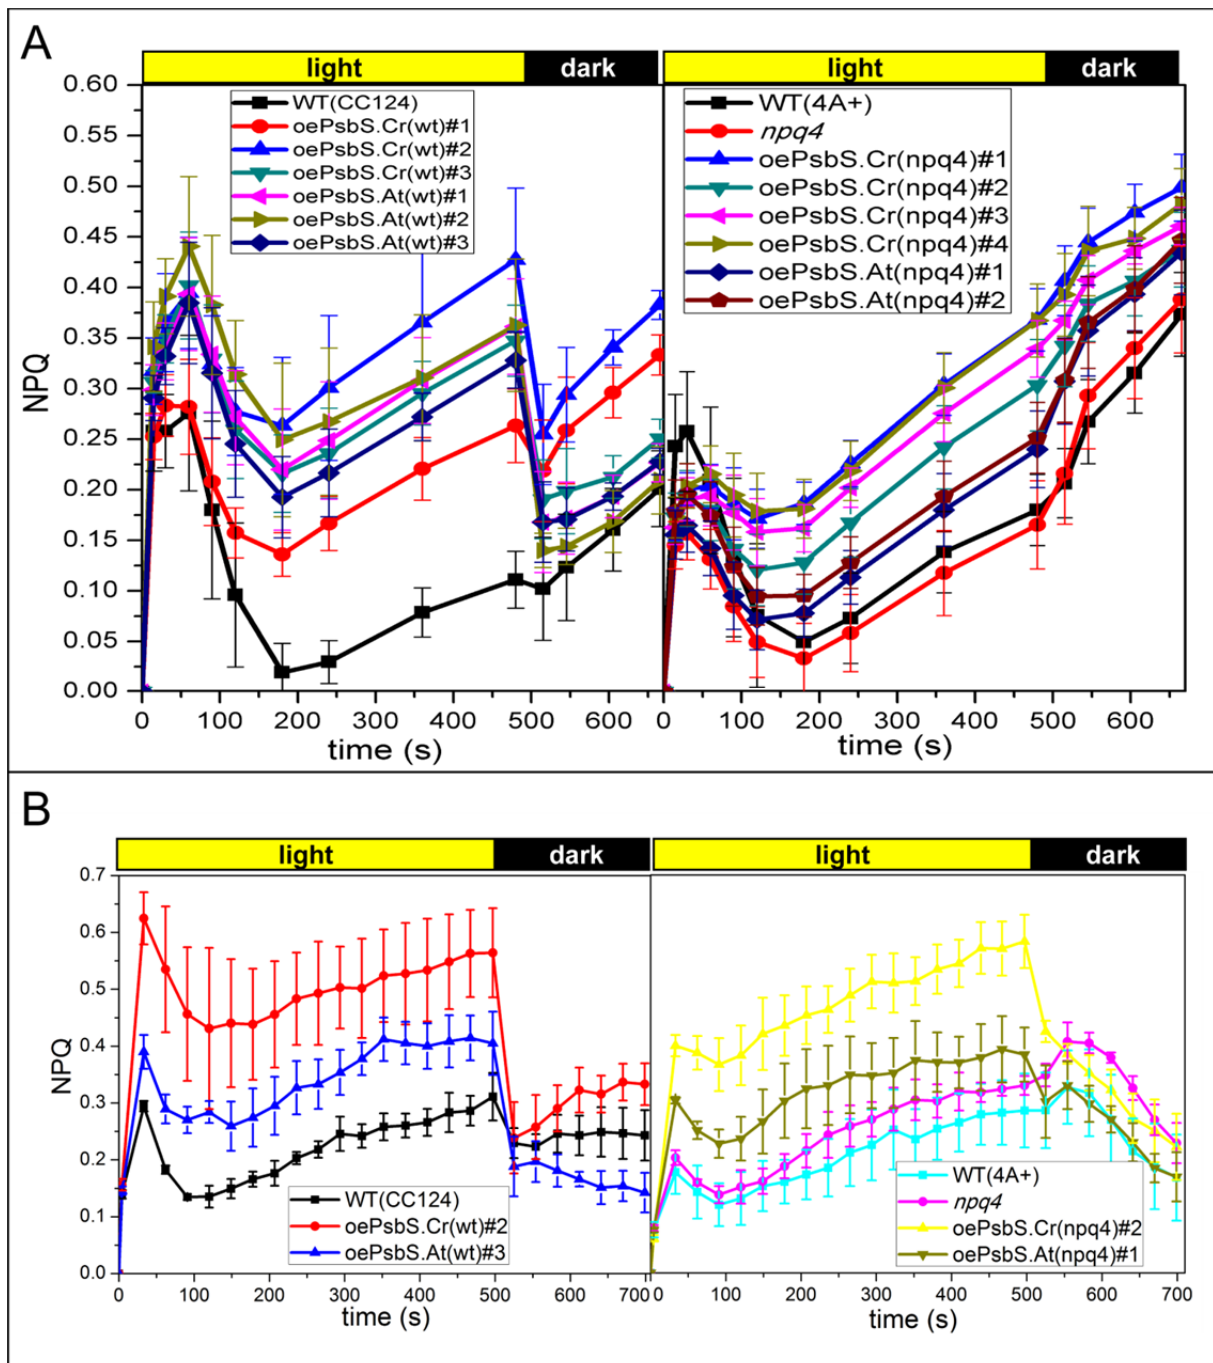 A
light dark
light dark
0.60
0.55
0.50
0.45
0.40
0.35
0.30
0.25
0.20
0.15
0.10
0.05
0.00
NPQ
WT(CC124)
oePsbS.Cr(wt)#1
oePsbS.Cr(wt)#2
oePsbS.Cr(wt)#3
oePsbS.At(wt)#1
oePsbS.At(wt)#2
oePsbS.At(wt)#3
0 100 200 300 400 500 600
time (s)
WT(4A+)
npq4
oePsbS.Cr(npq4)#1
oePsbS.Cr(npq4)#2
oePsbS.Cr(npq4)#3
oePsbS.Cr(npq4)#4
oePsbS.At(npq4)#1
oePsbS.At(npq4)#2
0 100 200 300 400 500 600
time (s)
B
light dark
light dark
0.7
0.6
0.5
0.4
0.3
0.2
0.1
0.0
NPQ
WT(CC124)
oePsbS.Cr(wt)#2
oePsbS.At(wt)#3
0 100 200 300 400 500 600 700
time (s)
WT(4A+)
npq4
oePsbS.Cr(npq4)#2
oePsbS.At(npq4)#1
0 100 200 300 400 500 600 700
time (s)